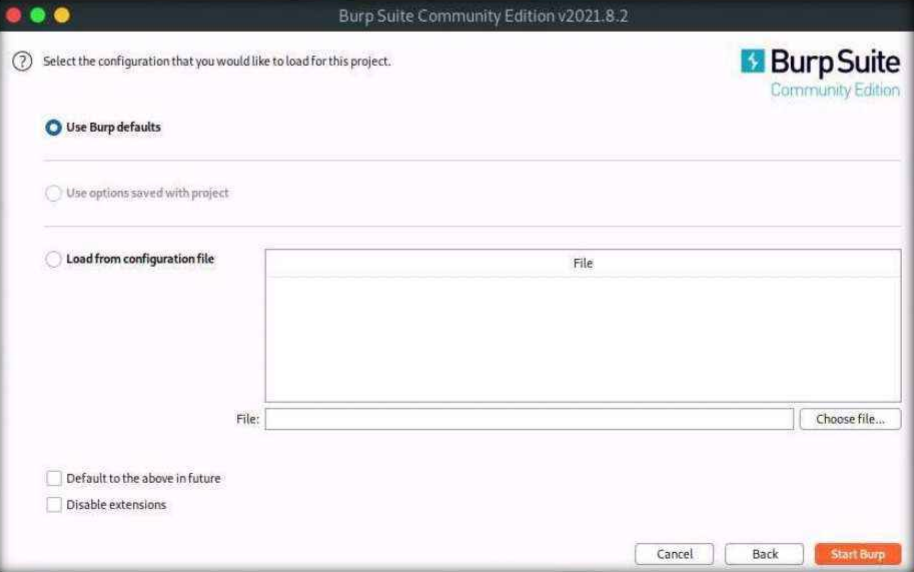 Burp Suite Community Edition v2021.8.2
? Select the configuration that you would like to load for this project.
Burp Suite
Community Edition
Use Burp defaults
Use options saved with project
Load from configuration file
File
File:
Choose file...
Default to the above in future
Disable extensions
Cancel Back Start Burp